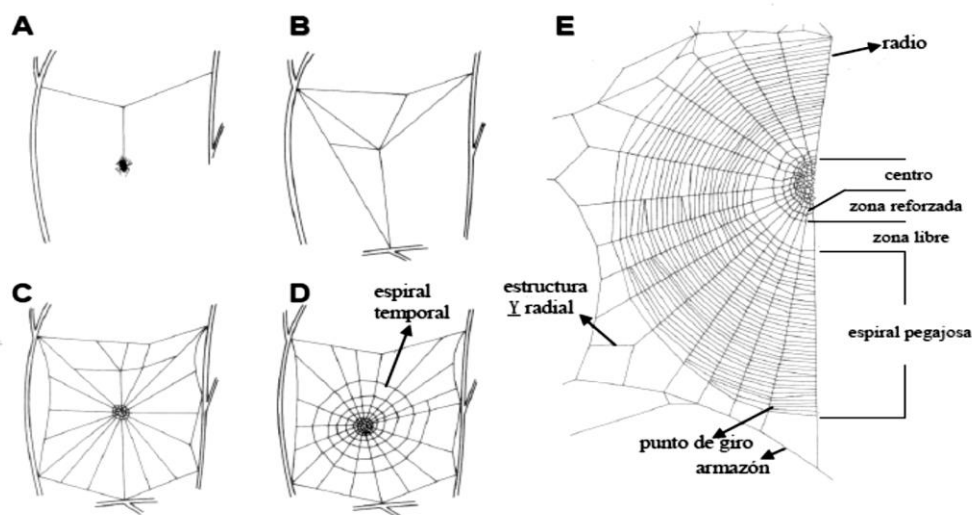 A
B
E
radio
centro
zona reforzada
zona libre
C
D
espiral
temporal
estructura
Y radial
espiral pegajosa
punto de giro
armazón